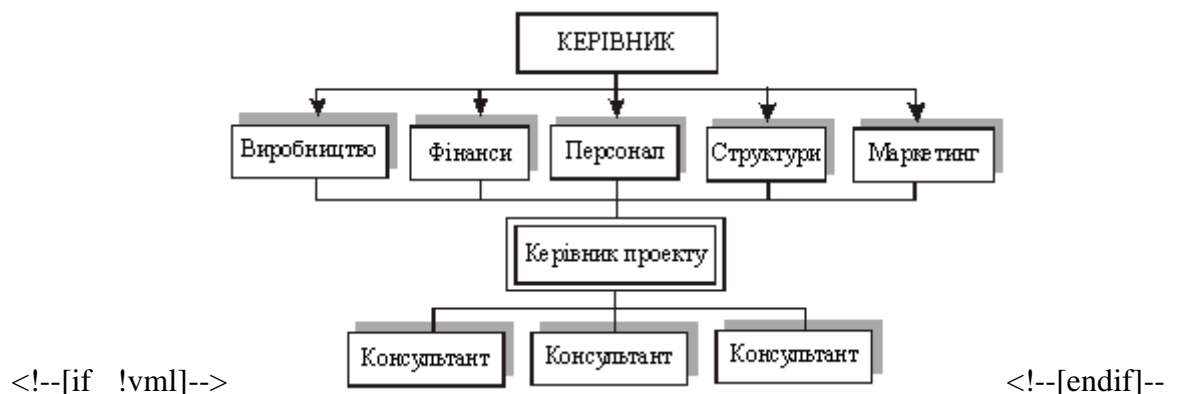 КЕРІВНИК
Виробництво Фінанси Персонал Структури Маркетинг
Керівник проекту
Консультант Консультант Консультант
<!--[if !vml]--> <!--[endif]--